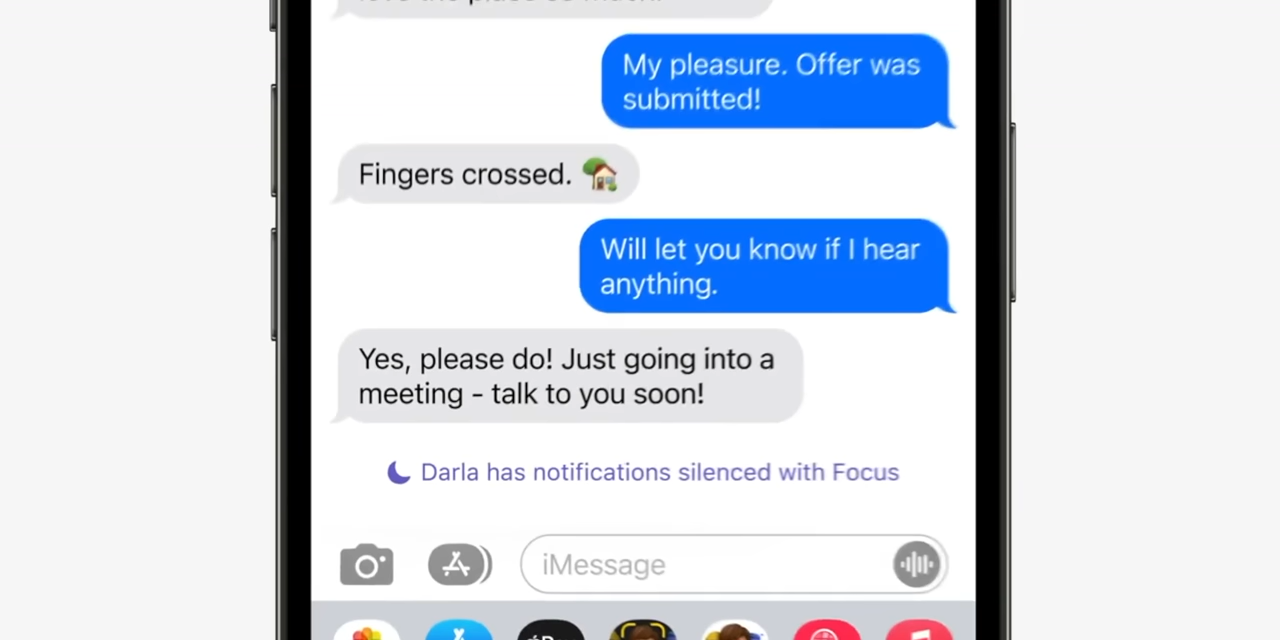 My pleasure. Offer was
submitted!
Fingers crossed.
Will let you know if I hear
anything.
Yes, please do! Just going into a
meeting - talk to you soon!
Darla has notifications silenced with Focus
iMessage